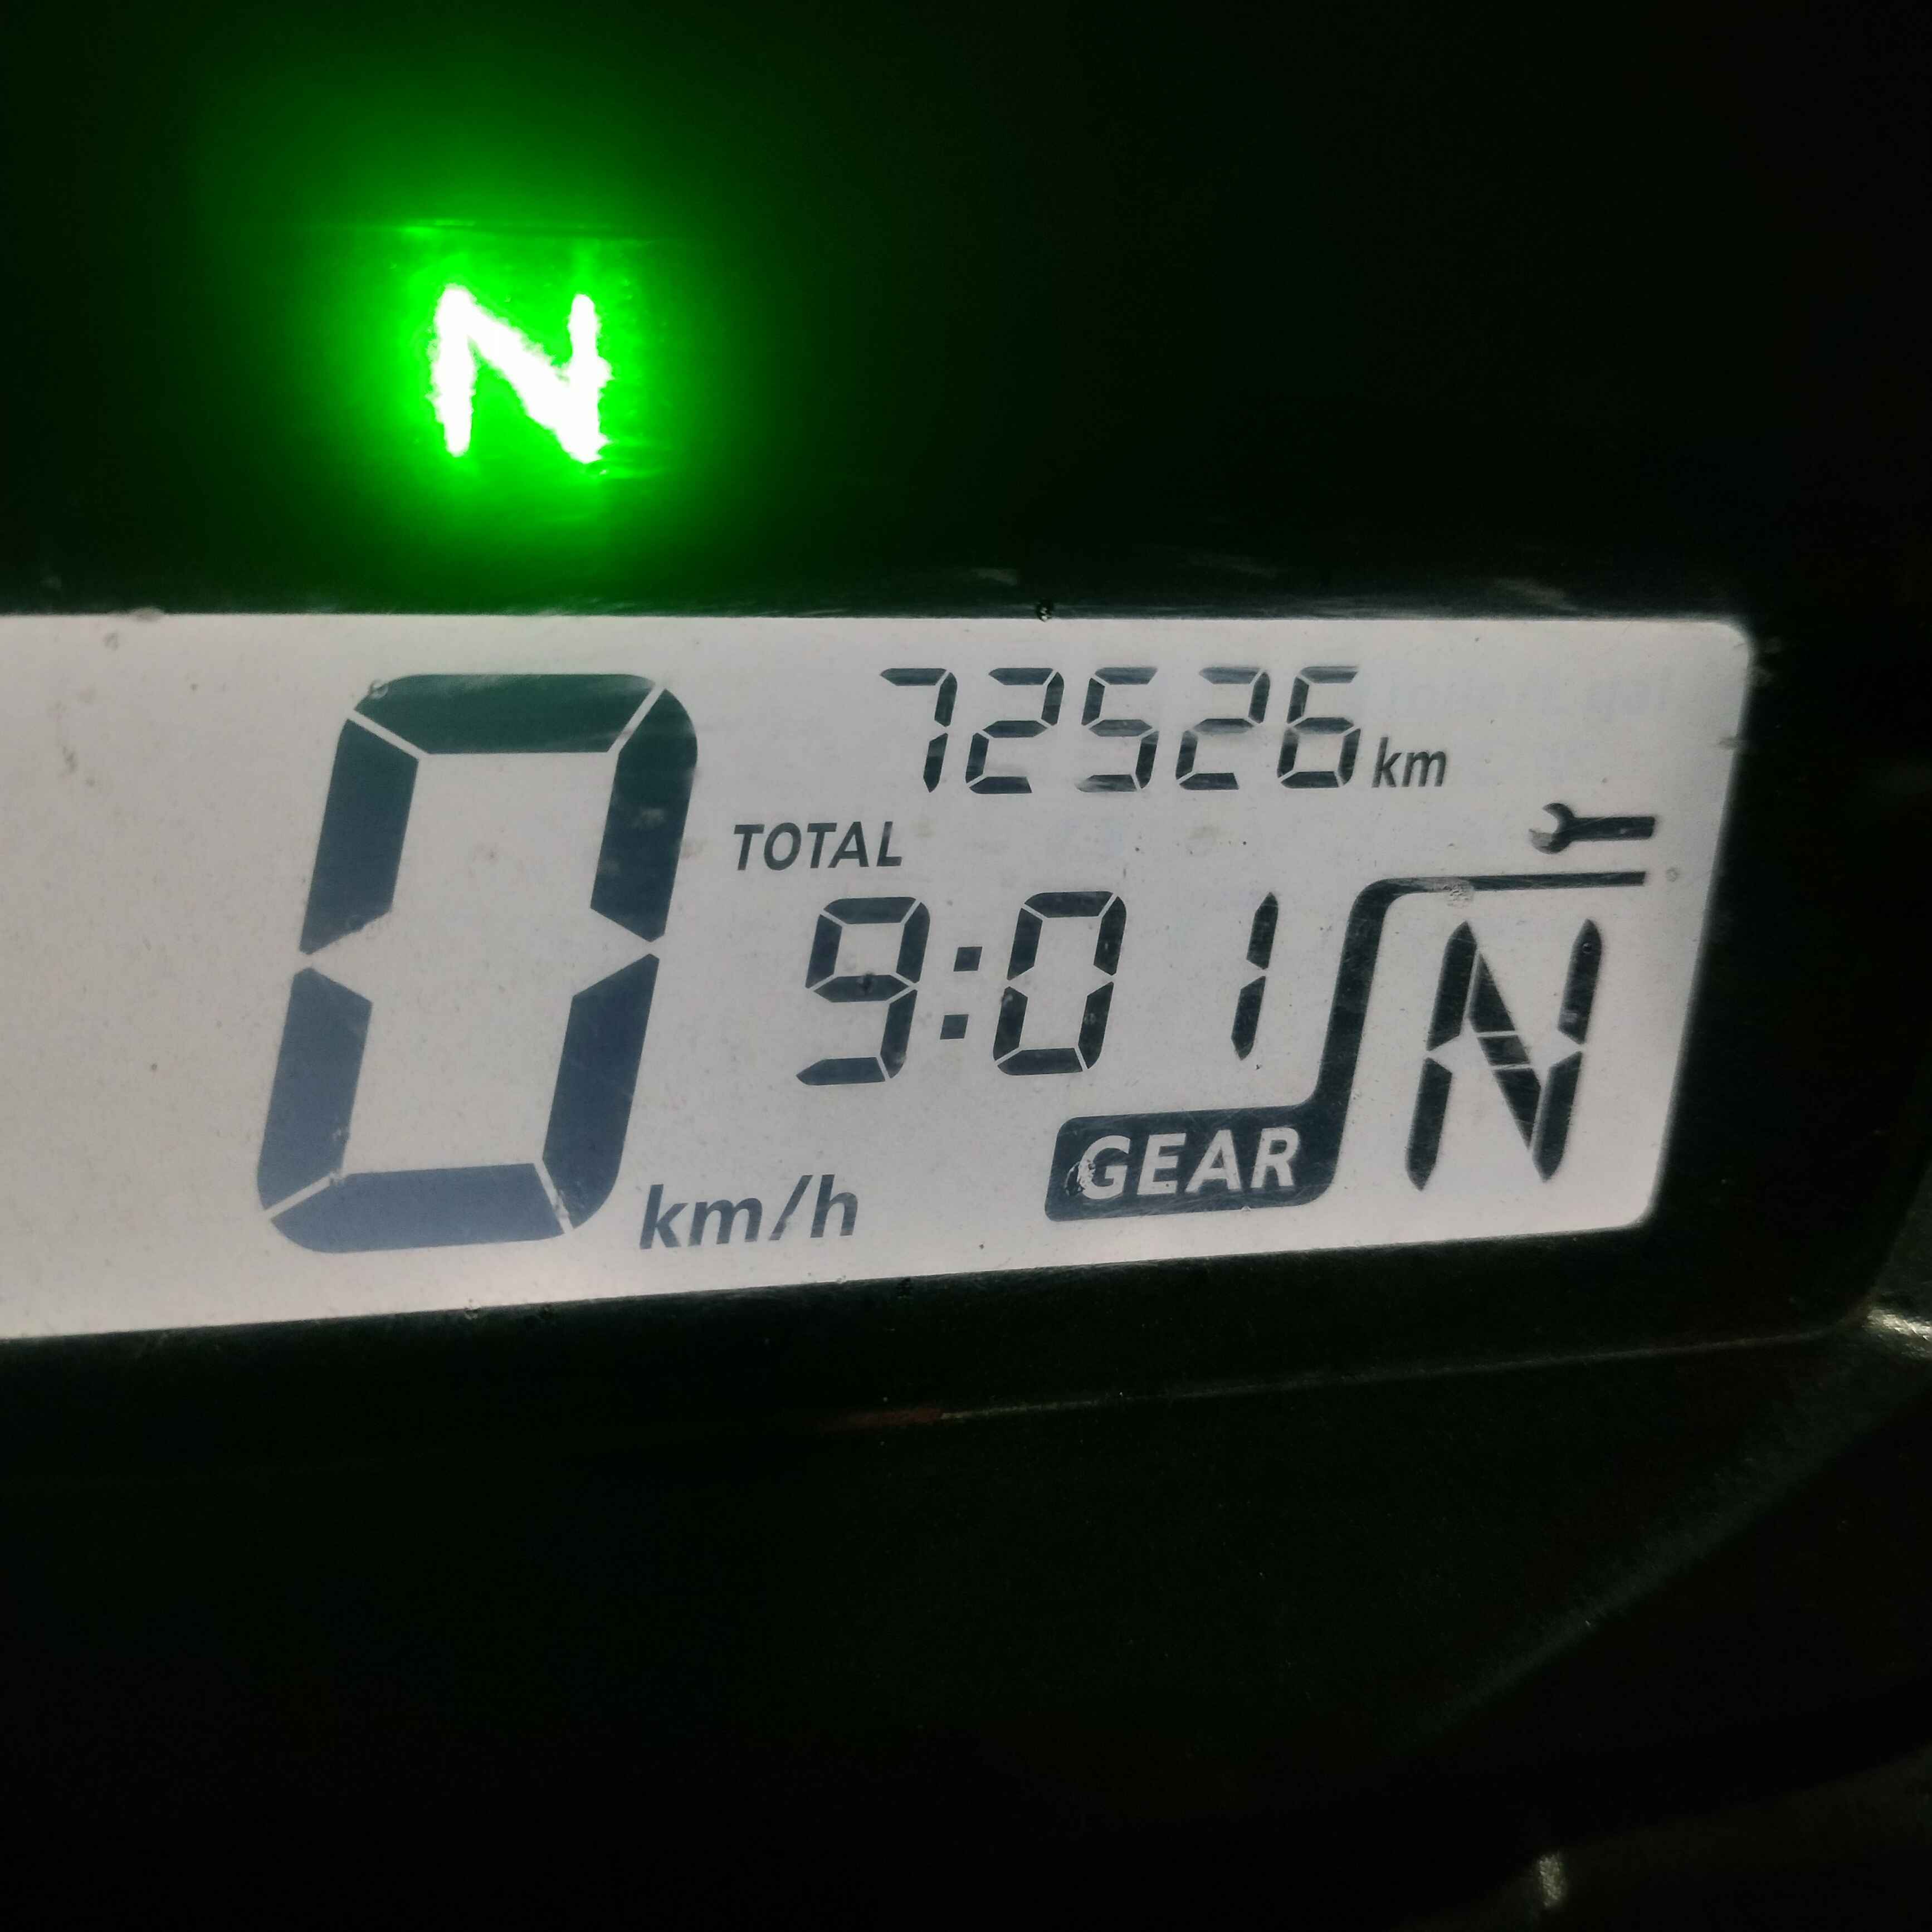 N
72526 km
TOTAL
9:01
0 km/h
GEAR N